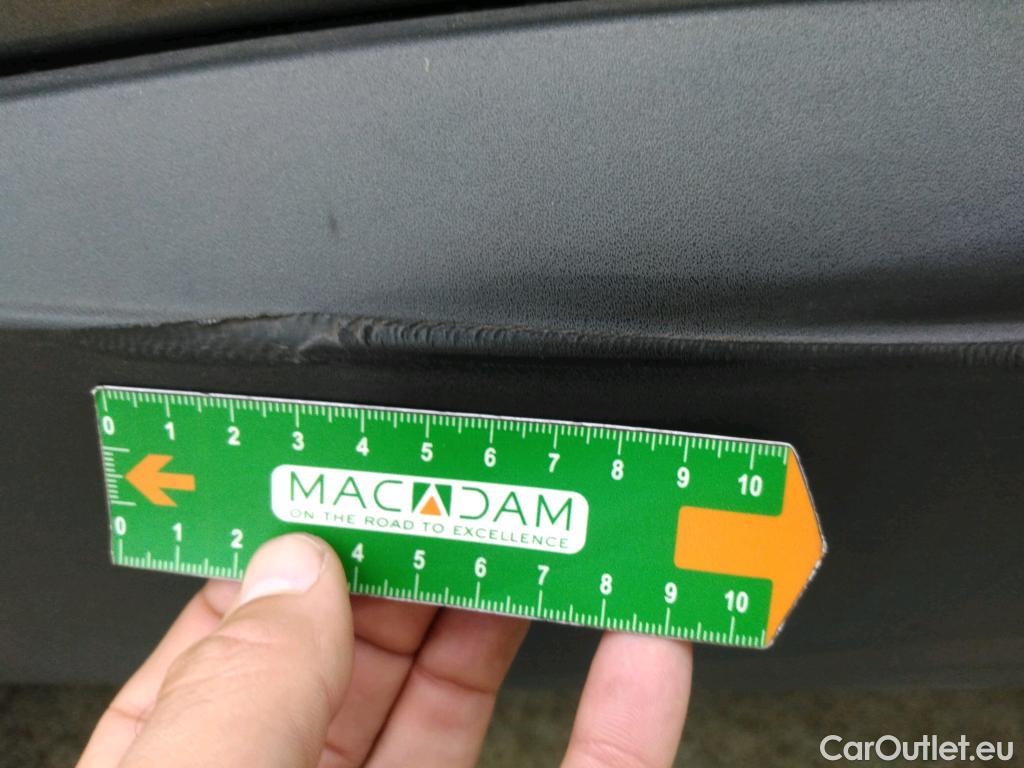 0 1 2 3 4 5 6 7 8 9 10
MACADAM
ON THE ROAD TO EXCELLENCE
0 1 2 4 5 6 7 8 9 10
CarOutlet.eu